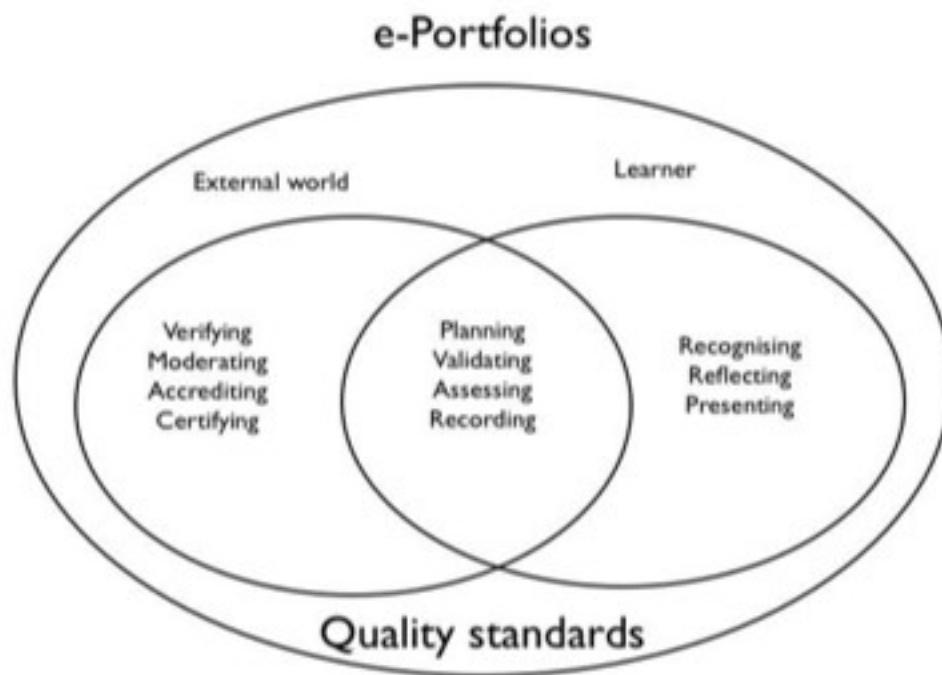 e-Portfolios
External world
Learner
Verifying
Moderating
Accrediting
Certifying
Planning
Validating
Assessing
Recording
Recognising
Reflecting
Presenting
Quality standards